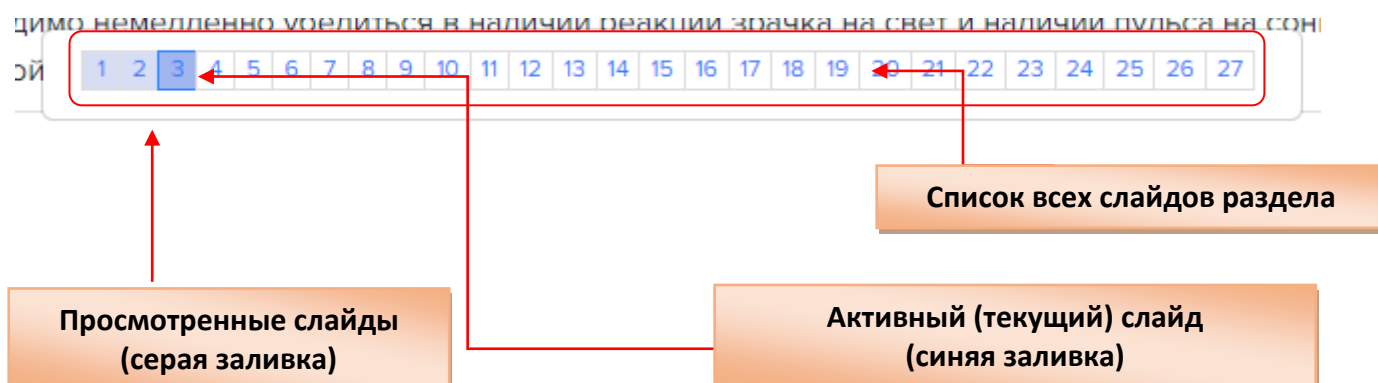 димо немедленно убедиться в наличии реакции зрачка на свет и наличии пульса на сон
ой 1 2 3 4 5 6 7 8 9 10 11 12 13 14 15 16 17 18 19 20 21 22 23 24 25 26 27
Список всех слайдов раздела
Просмотренные слайды
(серая заливка)
Активный (текущий) слайд
(синяя заливка)